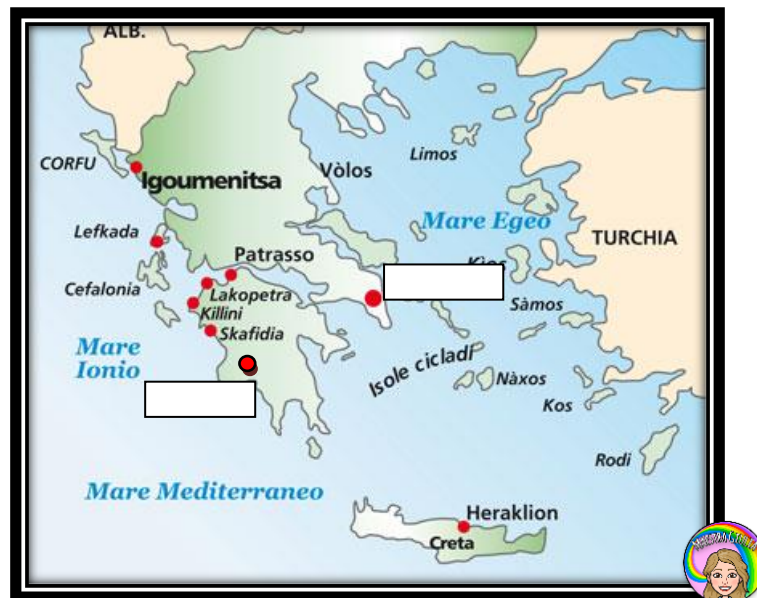 ALB.
CORFU
Igoumenitsa
Vòlos
Limos
Lefkada
Mare Egeo
TURCHIA
Patrasso
Cefalonia
Lakopetra
Killini
Sàmos
Skafidia
Mare
Ionio
Isole cicladi
Nàxos
Kos
Rodi
Mare Mediterraneo
Heraklion
Creta